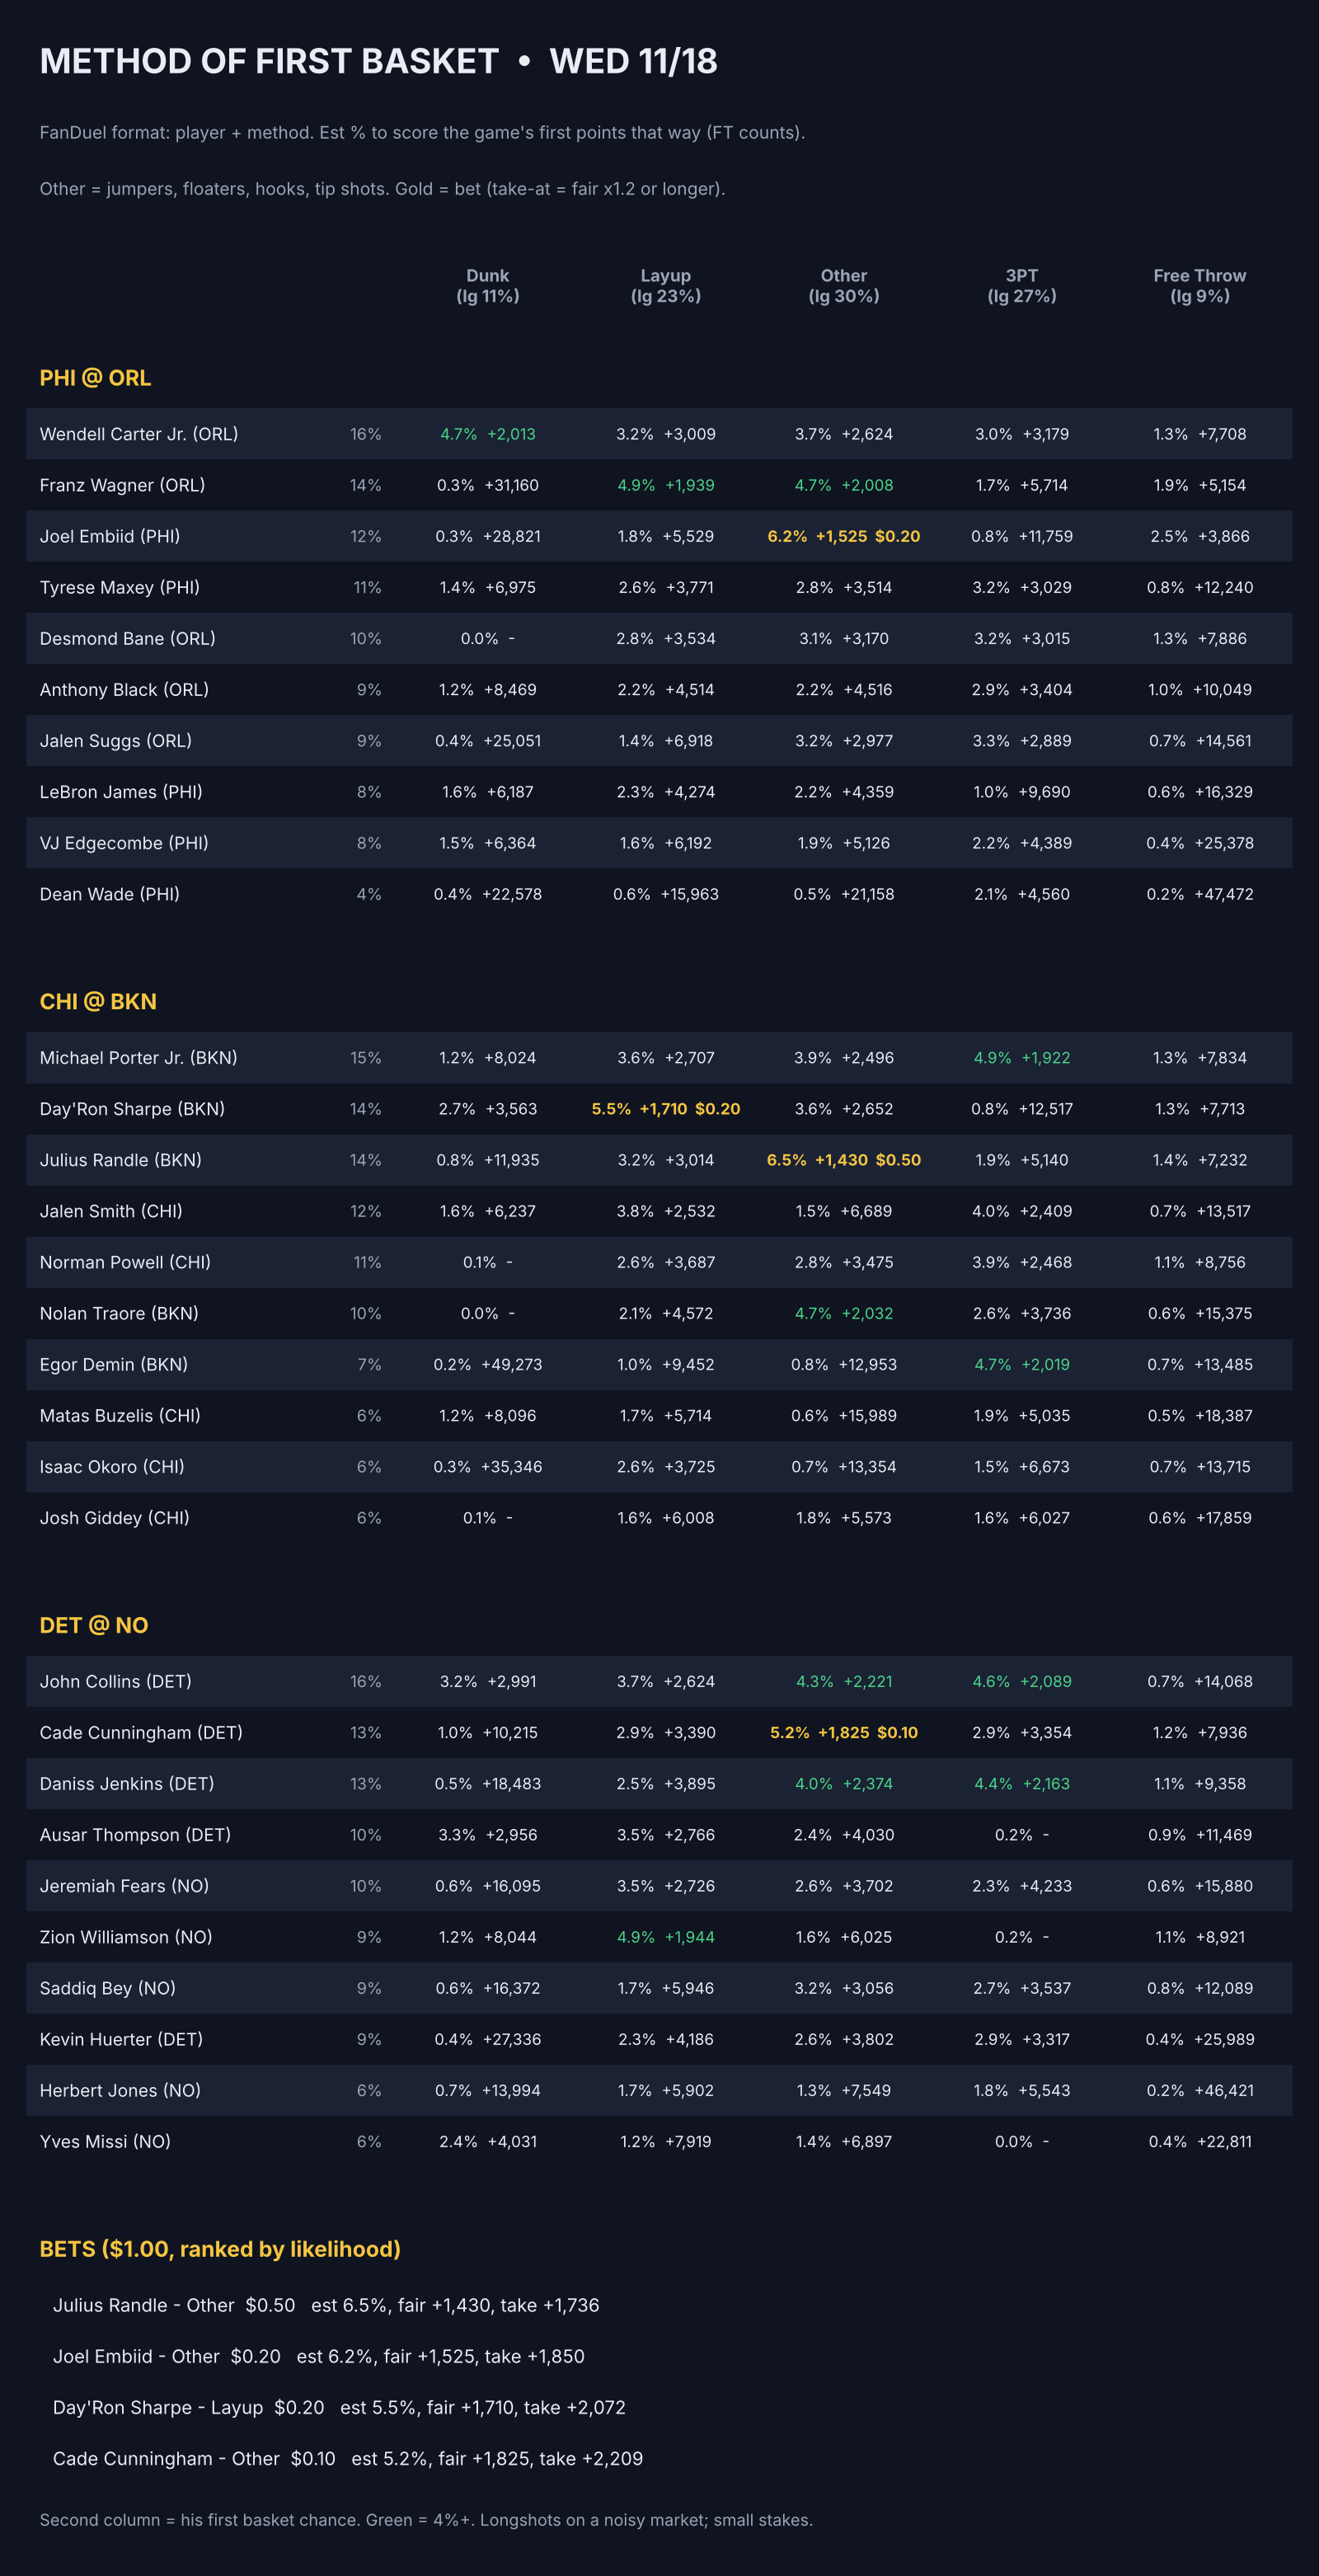 METHOD OF FIRST BASKET • WED 11/18
FanDuel format: player + method. Est % to score the game's first points that way (FT counts).
Other = jumpers, floaters, hooks, tip shots. Gold = bet (take-at = fair x1.2 or longer).
Dunk Layup Other 3PT Free Throw
(lg 11%) (lg 23%) (lg 30%) (lg 27%) (lg 9%)
PHI @ ORL
Wendell Carter Jr. (ORL) 16% 4.7% +2,013 3.2% +3,009 3.7% +2,624 3.0% +3,179 1.3% +7,708
Franz Wagner (ORL) 14% 0.3% +31,160 4.9% +1,939 4.7% +2,008 1.7% +5,714 1.9% +5,154
Joel Embiid (PHI) 12% 0.3% +28,821 1.8% +5,529 6.2% +1,525 $0.20 0.8% +11,759 2.5% +3,866
Tyrese Maxey (PHI) 11% 1.4% +6,975 2.6% +3,771 2.8% +3,514 3.2% +3,029 0.8% +12,240
Desmond Bane (ORL) 10% 0.0% - 2.8% +3,534 3.1% +3,170 3.2% +3,015 1.3% +7,886
Anthony Black (ORL) 9% 1.2% +8,469 2.2% +4,514 2.2% +4,516 2.9% +3,404 1.0% +10,049
Jalen Suggs (ORL) 9% 0.4% +25,051 1.4% +6,918 3.2% +2,977 3.3% +2,889 0.7% +14,561
LeBron James (PHI) 8% 1.6% +6,187 2.3% +4,274 2.2% +4,359 1.0% +9,690 0.6% +16,329
VJ Edgecombe (PHI) 8% 1.5% +6,364 1.6% +6,192 1.9% +5,126 2.2% +4,389 0.4% +25,378
Dean Wade (PHI) 4% 0.4% +22,578 0.6% +15,963 0.5% +21,158 2.1% +4,560 0.2% +47,472
CHI @ BKN
Michael Porter Jr. (BKN) 15% 1.2% +8,024 3.6% +2,707 3.9% +2,496 4.9% +1,922 1.3% +7,834
Day'Ron Sharpe (BKN) 14% 2.7% +3,563 5.5% +1,710 $0.20 3.6% +2,652 0.8% +12,517 1.3% +7,713
Julius Randle (BKN) 14% 0.8% +11,935 3.2% +3,014 6.5% +1,430 $0.50 1.9% +5,140 1.4% +7,232
Jalen Smith (CHI) 12% 1.6% +6,237 3.8% +2,532 1.5% +6,689 4.0% +2,409 0.7% +13,517
Norman Powell (CHI) 11% 0.1% - 2.6% +3,687 2.8% +3,475 3.9% +2,468 1.1% +8,756
Nolan Traore (BKN) 10% 0.0% - 2.1% +4,572 4.7% +2,032 2.6% +3,736 0.6% +15,375
Egor Demin (BKN) 7% 0.2% +49,273 1.0% +9,452 0.8% +12,953 4.7% +2,019 0.7% +13,485
Matas Buzelis (CHI) 6% 1.2% +8,096 1.7% +5,714 0.6% +15,989 1.9% +5,035 0.5% +18,387
Isaac Okoro (CHI) 6% 0.3% +35,346 2.6% +3,725 0.7% +13,354 1.5% +6,673 0.7% +13,715
Josh Giddey (CHI) 6% 0.1% - 1.6% +6,008 1.8% +5,573 1.6% +6,027 0.6% +17,859
DET @ NO
John Collins (DET) 16% 3.2% +2,991 3.7% +2,624 4.3% +2,221 4.6% +2,089 0.7% +14,068
Cade Cunningham (DET) 13% 1.0% +10,215 2.9% +3,390 5.2% +1,825 $0.10 2.9% +3,354 1.2% +7,936
Daniss Jenkins (DET) 13% 0.5% +18,483 2.5% +3,895 4.0% +2,374 4.4% +2,163 1.1% +9,358
Ausar Thompson (DET) 10% 3.3% +2,956 3.5% +2,766 2.4% +4,030 0.2% - 0.9% +11,469
Jeremiah Fears (NO) 10% 0.6% +16,095 3.5% +2,726 2.6% +3,702 2.3% +4,233 0.6% +15,880
Zion Williamson (NO) 9% 1.2% +8,044 4.9% +1,944 1.6% +6,025 0.2% - 1.1% +8,921
Saddiq Bey (NO) 9% 0.6% +16,372 1.7% +5,946 3.2% +3,056 2.7% +3,537 0.8% +12,089
Kevin Huerter (DET) 9% 0.4% +27,336 2.3% +4,186 2.6% +3,802 2.9% +3,317 0.4% +25,989
Herbert Jones (NO) 6% 0.7% +13,994 1.7% +5,902 1.3% +7,549 1.8% +5,543 0.2% +46,421
Yves Missi (NO) 6% 2.4% +4,031 1.2% +7,919 1.4% +6,897 0.0% - 0.4% +22,811
BETS ($1.00, ranked by likelihood)
Julius Randle - Other $0.50 est 6.5%, fair +1,430, take +1,736
Joel Embiid - Other $0.20 est 6.2%, fair +1,525, take +1,850
Day'Ron Sharpe - Layup $0.20 est 5.5%, fair +1,710, take +2,072
Cade Cunningham - Other $0.10 est 5.2%, fair +1,825, take +2,209
Second column = his first basket chance. Green = 4%+. Longshots on a noisy market; small stakes.